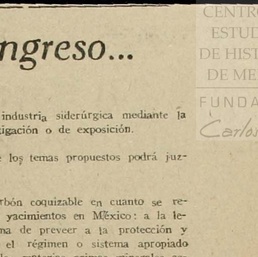 CENTRO
ESTUD
DE HIST
DE ME
FUNDA
Carlos
ngreso...
industria siderúrgica mediante la
tigación o de exposición.
e los temas propuestos podrá juz-
rbón coquizable en cuanto se re-
yacimientos en México: a la le-
ma de preveer a la protección y
el régimen o sistema apropiado